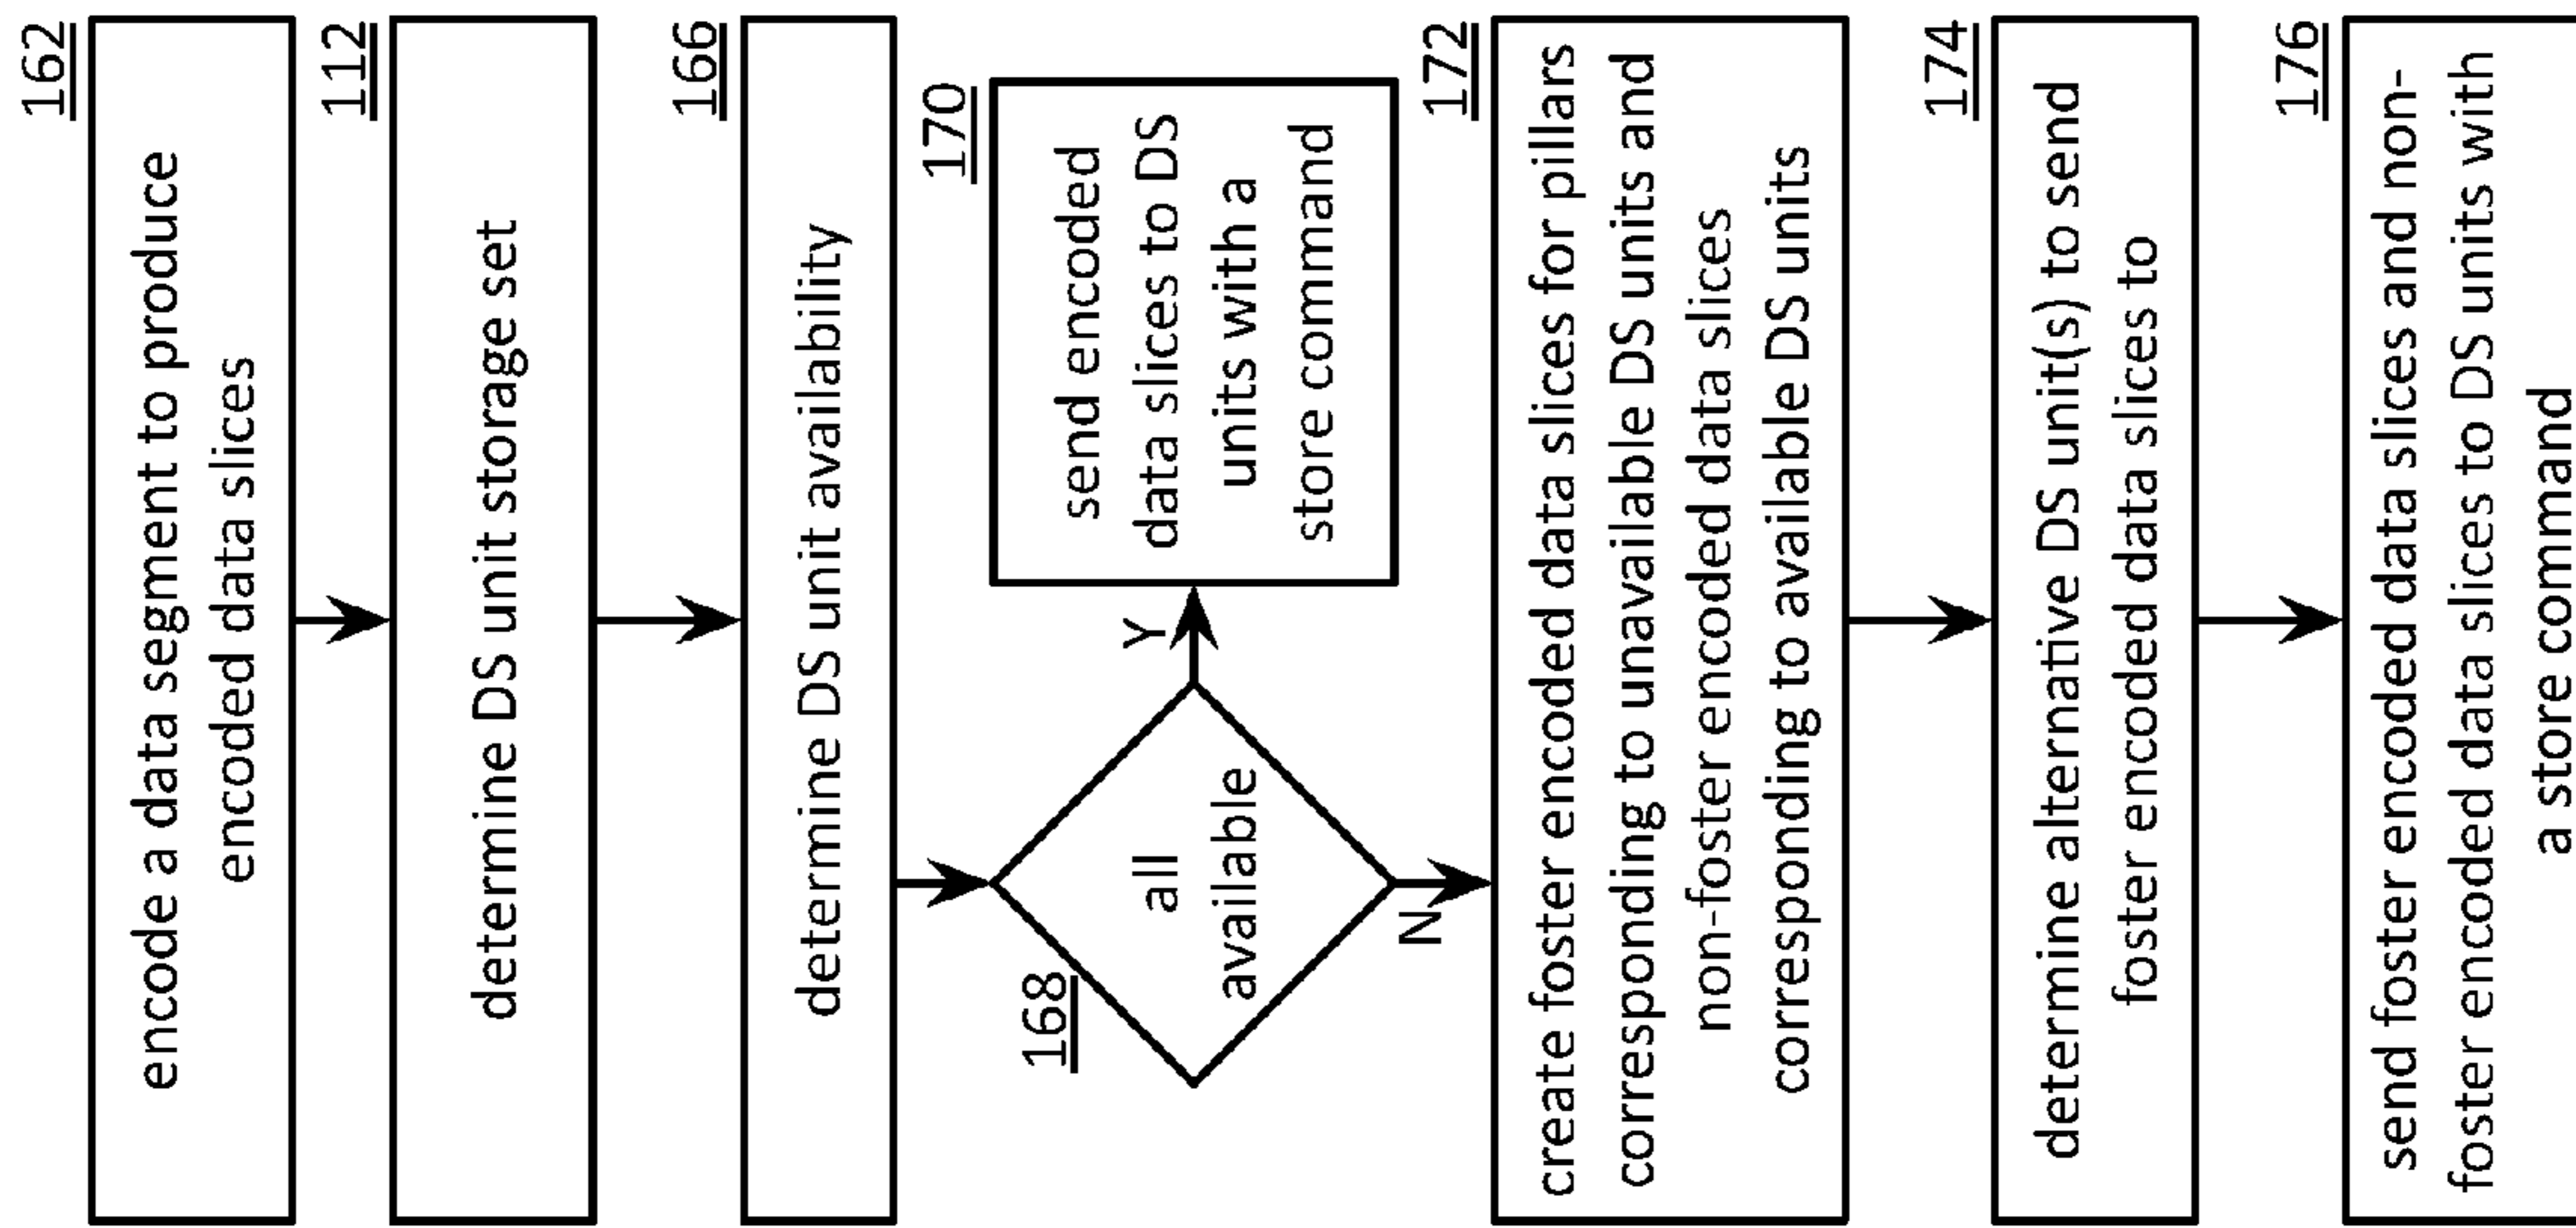 162
encode a data segment to produce
encoded data slices
112
determine DS unit storage set
166
determine DS unit availability
168
all
available
Y
170
send encoded
data slices to DS
units with a
store command
N
172
create foster encoded data slices for pillars
corresponding to unavailable DS units and
non-foster encoded data slices
corresponding to available DS units
174
determine alternative DS unit(s) to send
foster encoded data slices to
176
send foster encoded data slices and non-
foster encoded data slices to DS units with
a store command